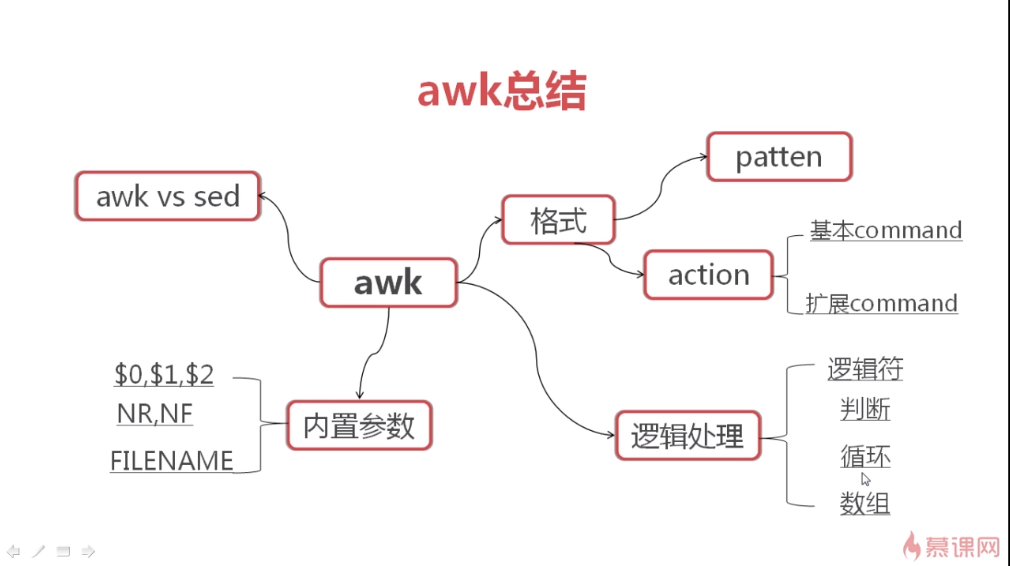 awk总结
awk vs sed
awk
格式
patten
action
基本command
扩展command
内置参数
$0,$1,$2
NR,NF
FILENAME
逻辑处理
逻辑符
判断
循环
数组
慕课网